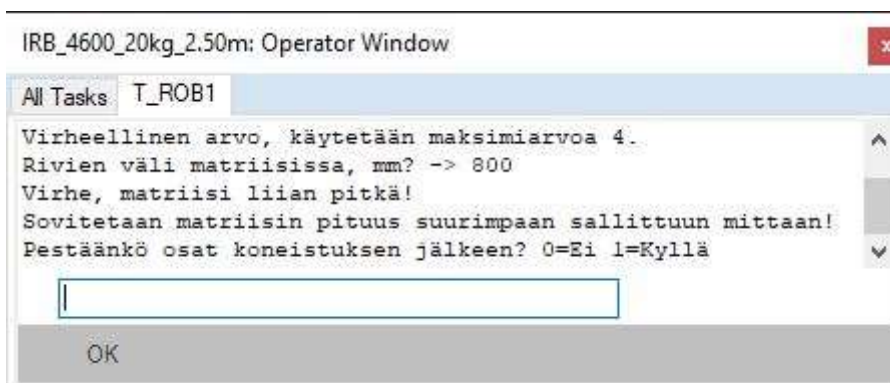 IRB_4600_20kg_2.50m: Operator Window
x
All Tasks T_ROB1
Virheellinen arvo, käytetään maksimiarvoa 4.
Rivien väli matriisissa, mm? -> 800
Virhe, matriisi liian pitkä!
Sovitetaan matriisin pituus suurimpaan sallittuun mittaan!
Pestäänkö osat koneistuksen jälkeen? 0=Ei 1=Kyllä
OK